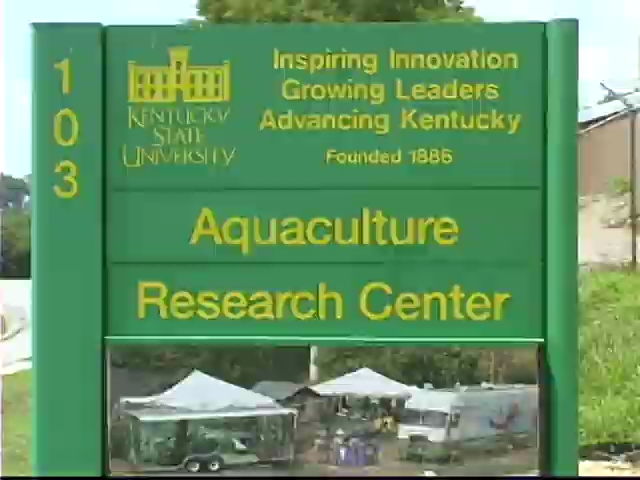 103
KENTUCKY
STATE
UNIVERSITY
Inspiring Innovation
Growing Leaders
Advancing Kentucky
Founded 1886
Aquaculture
Research Center